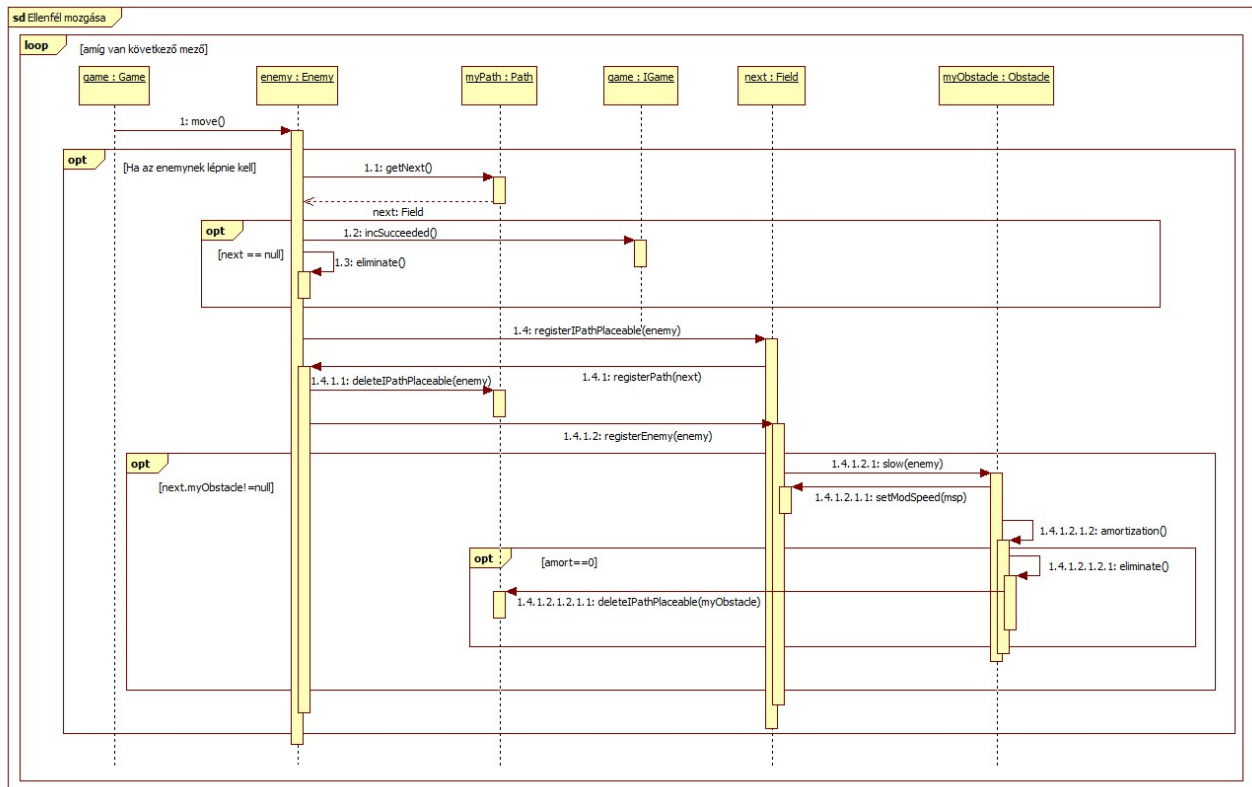 sd Ellenfél mozgása
loop
[amíg van következő mező]
game : Game
enemy : Enemy
myPath : Path
game : IGame
next : Field
myObstacle : Obstacle
1: move()
opt
[Ha az enemynek lépnie kell]
1.1: getNext()
next: Field
opt
[next == null]
1.2: incSucceeded()
1.3: eliminate()
1.4: registerIPathPlaceable(enemy)
1.4.1: registerPath(next)
1.4.1.1: deleteIPathPlaceable(enemy)
1.4.1.2: registerEnemy(enemy)
opt
[next.myObstacle!=null]
1.4.1.2.1: slow(enemy)
1.4.1.2.1.1: setModSpeed(msp)
1.4.1.2.1.2: amortization()
opt
[amort==0]
1.4.1.2.1.2.1: eliminate()
1.4.1.2.1.2.1.1: deleteIPathPlaceable(myObstacle)